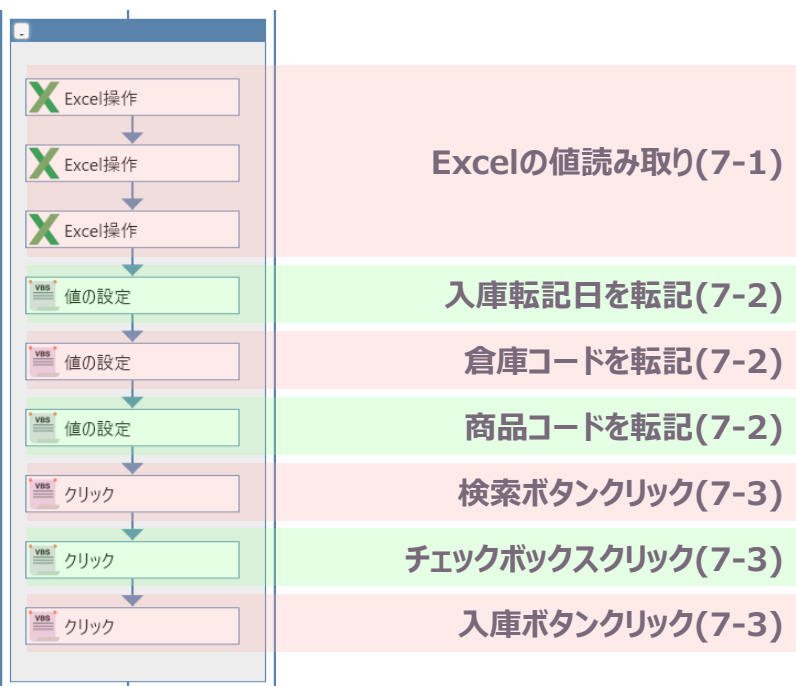 -
Excel操作
Excel操作
Excelの値読み取り(7-1)
Excel操作
VBS 値の設定 入庫転記日を転記(7-2)
VBS 値の設定 倉庫コードを転記(7-2)
VBS 値の設定 商品コードを転記(7-2)
VBS クリック 検索ボタンクリック(7-3)
VBS クリック チェックボックスクリック(7-3)
VBS クリック 入庫ボタンクリック(7-3)